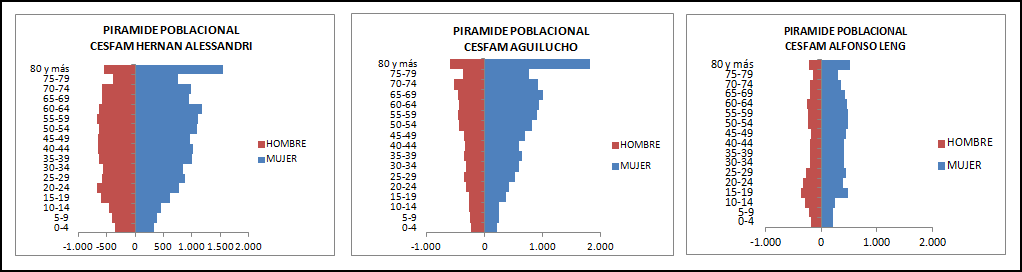 PIRAMIDE POBLACIONAL
CESFAM HERNAN ALESSANDRI
80 y más
75-79
70-74
65-69
60-64
55-59
50-54
45-49
40-44
35-39
30-34
25-29
20-24
15-19
10-14
5-9
0-4
HOMBRE
MUJER
-1.000 -500 0 500 1.000 1.500 2.000
PIRAMIDE POBLACIONAL
CESFAM AGUILUCHO
80 y más
75-79
70-74
65-69
60-64
55-59
50-54
45-49
40-44
35-39
30-34
25-29
20-24
15-19
10-14
5-9
0-4
HOMBRE
MUJER
-1.000 0 1.000 2.000
PIRAMIDE POBLACIONAL
CESFAM ALFONSO LENG
80 y más
75-79
70-74
65-69
60-64
55-59
50-54
45-49
40-44
35-39
30-34
25-29
20-24
15-19
10-14
5-9
0-4
HOMBRE
MUJER
-1.000 0 1.000 2.000